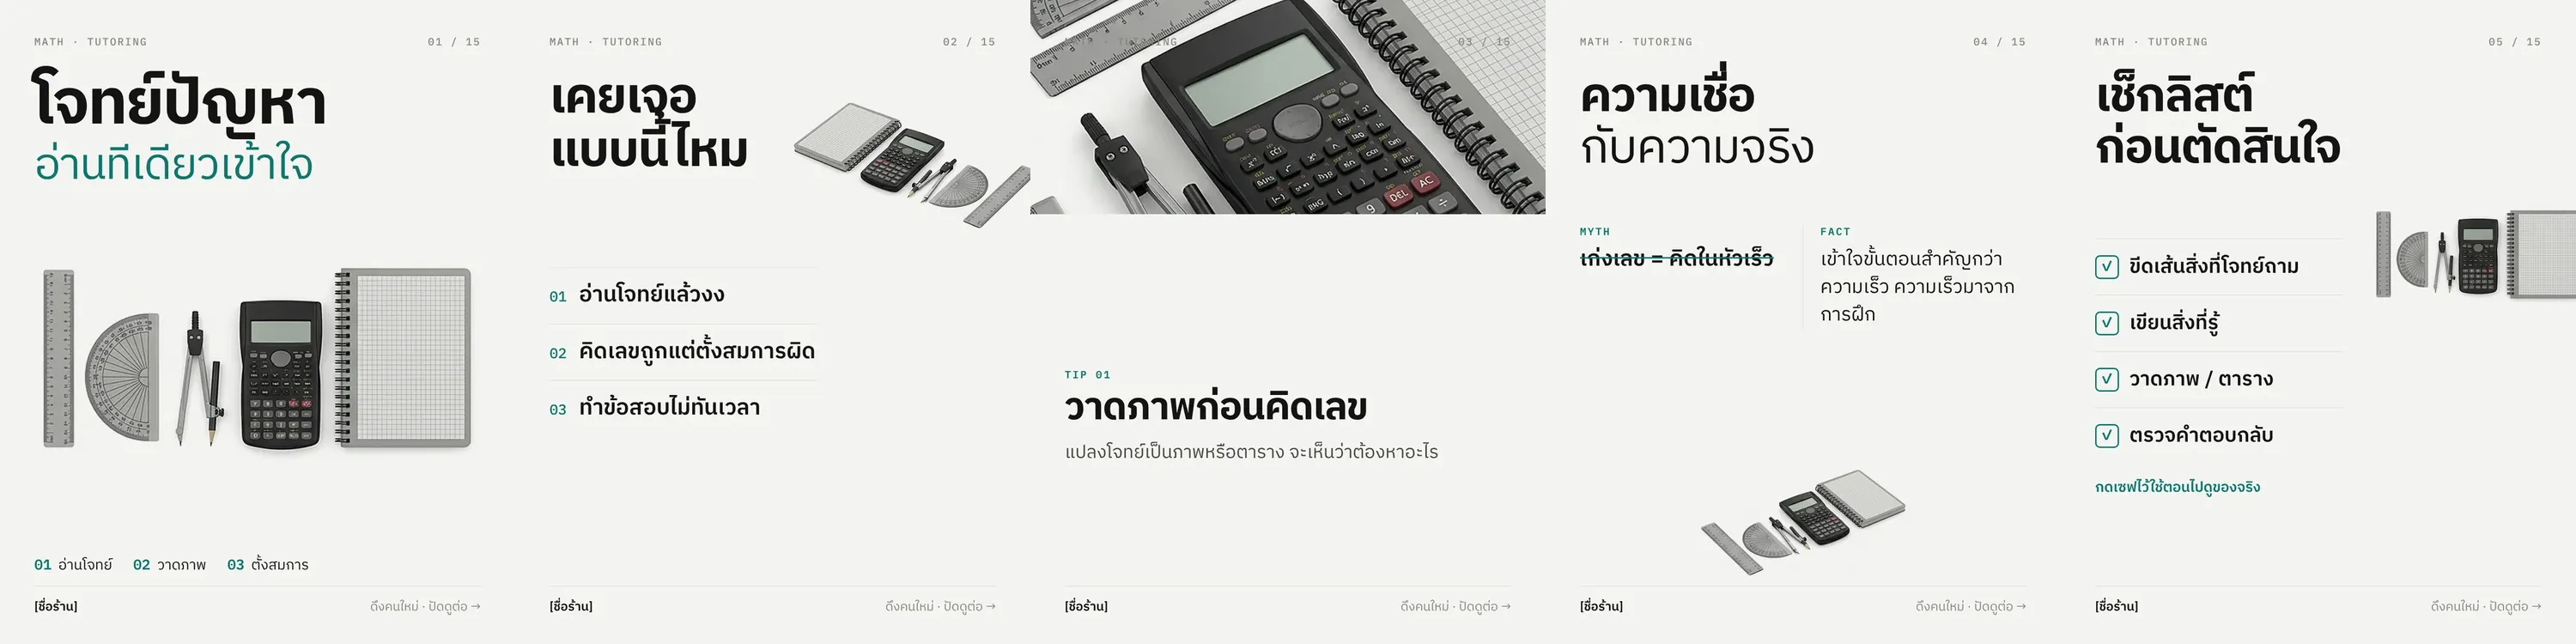 MATH · TUTORING
01 / 15
โจทย์ปัญหา
อ่านทีเดียวเข้าใจ
01 อ่านโจทย์ 02 วาดภาพ 03 ตั้งสมการ
[ชื่อร้าน]
ดึงคนใหม่ · ปัดดูต่อ →
MATH · TUTORING
02 / 15
เคยเจอ
แบบนี้ไหม
01 อ่านโจทย์แล้วงง
02 คิดเลขถูกแต่ตั้งสมการผิด
03 ทำข้อสอบไม่ทันเวลา
[ชื่อร้าน]
ดึงคนใหม่ · ปัดดูต่อ →
MATH · TUTORING
03 / 15
DEL
AC
TIP 01
วาดภาพก่อนคิดเลข
แปลงโจทย์เป็นภาพหรือตาราง จะเห็นว่าต้องหาอะไร
[ชื่อร้าน]
ดึงคนใหม่ · ปัดดูต่อ →
MATH · TUTORING
04 / 15
ความเชื่อ
กับความจริง
MYTH
เก่งเลข = คิดในหัวเร็ว
FACT
เข้าใจขั้นตอนสำคัญกว่า
ความเร็ว ความเร็วมาจาก
การฝึก
[ชื่อร้าน]
ดึงคนใหม่ · ปัดดูต่อ →
MATH · TUTORING
05 / 15
เช็กลิสต์
ก่อนตัดสินใจ
ขีดเส้นสิ่งที่โจทย์ถาม
เขียนสิ่งที่รู้
วาดภาพ / ตาราง
ตรวจคำตอบกลับ
กดเซฟไว้ใช้ตอนไปดูของจริง
[ชื่อร้าน]
ดึงคนใหม่ · ปัดดูต่อ →